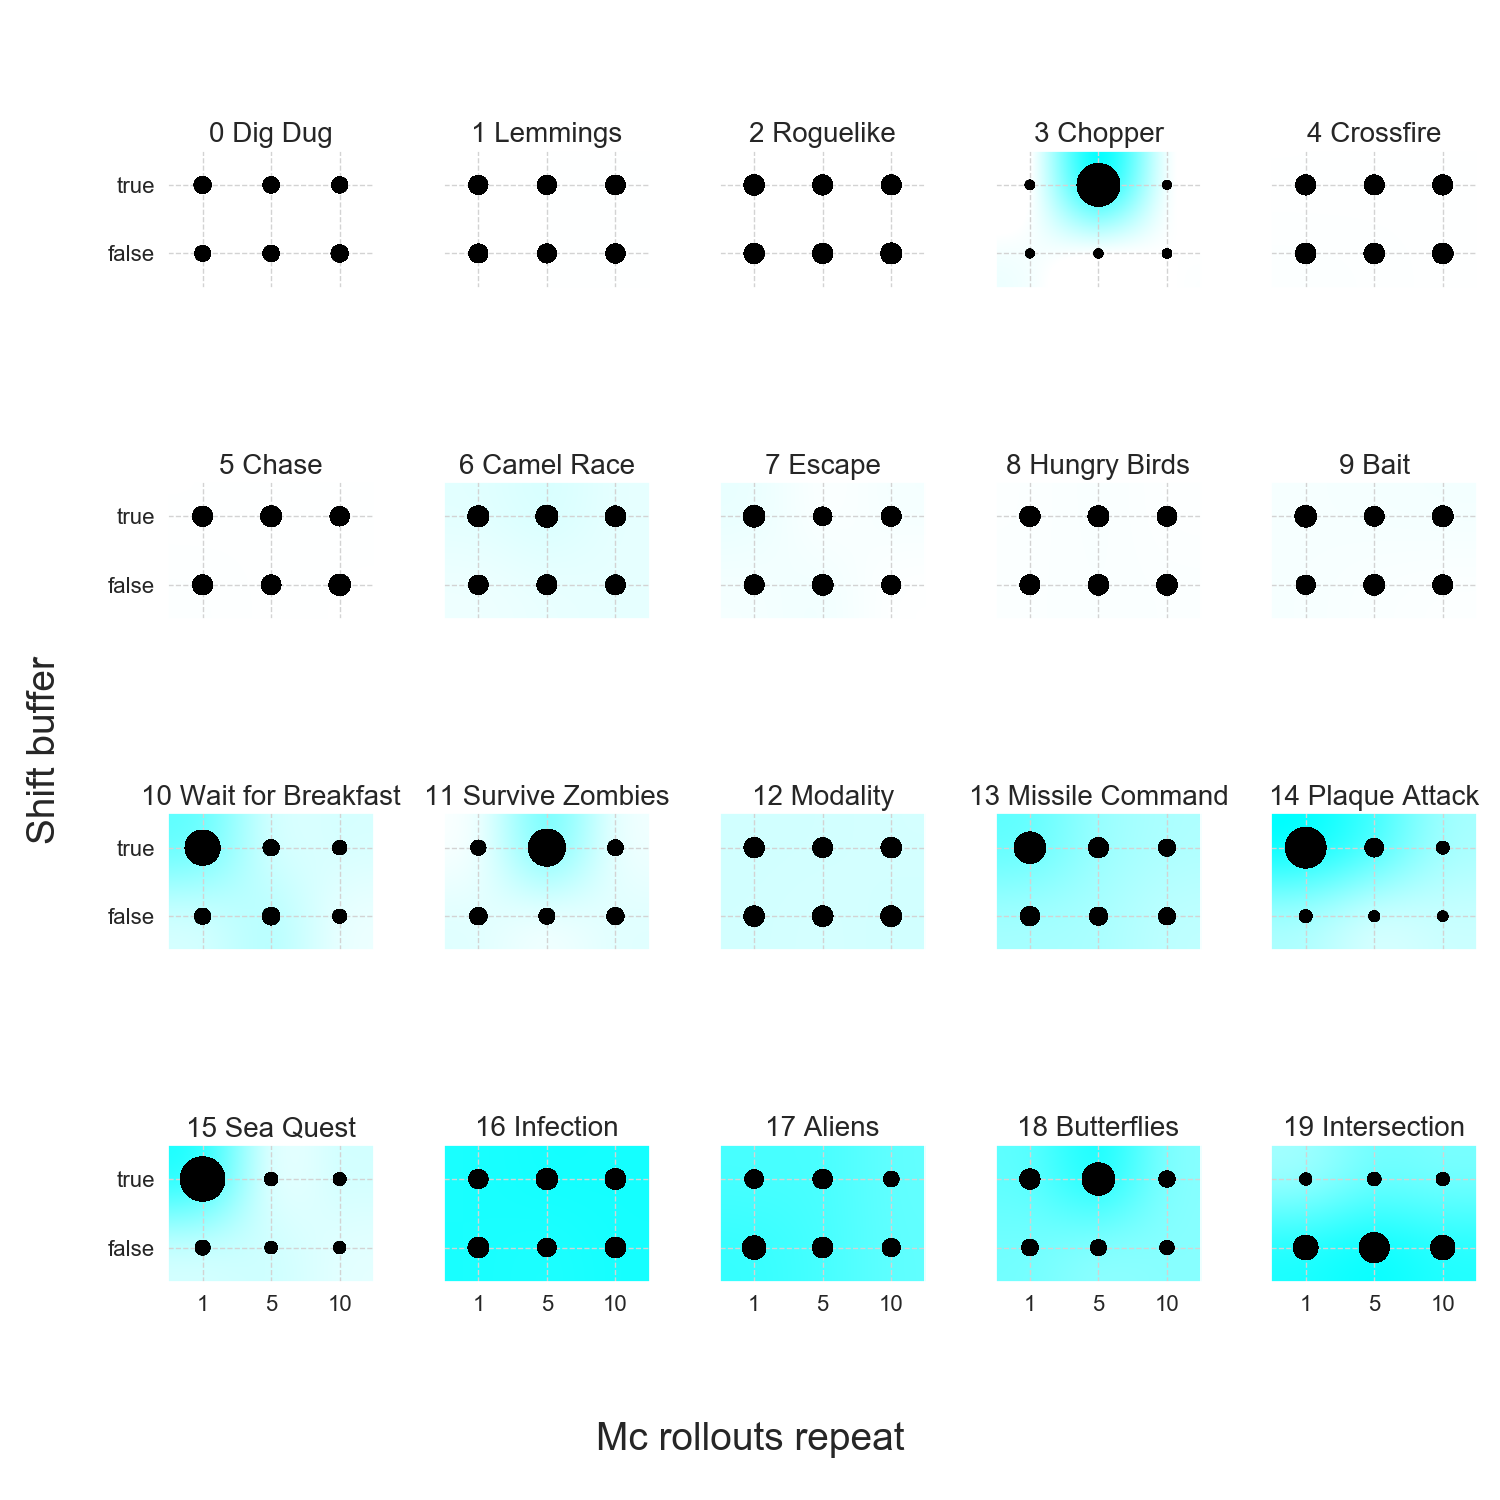 0 Dig Dug
1 Lemmings
2 Roguelike
3 Chopper
4 Crossfire
true
false
5 Chase
6 Camel Race
7 Escape
8 Hungry Birds
9 Bait
true
false
Shift buffer
10 Wait for Breakfast
11 Survive Zombies
12 Modality
13 Missile Command
14 Plaque Attack
true
false
15 Sea Quest
16 Infection
17 Aliens
18 Butterflies
19 Intersection
true
false
1 5 10
1 5 10
1 5 10
1 5 10
1 5 10
Mc rollouts repeat